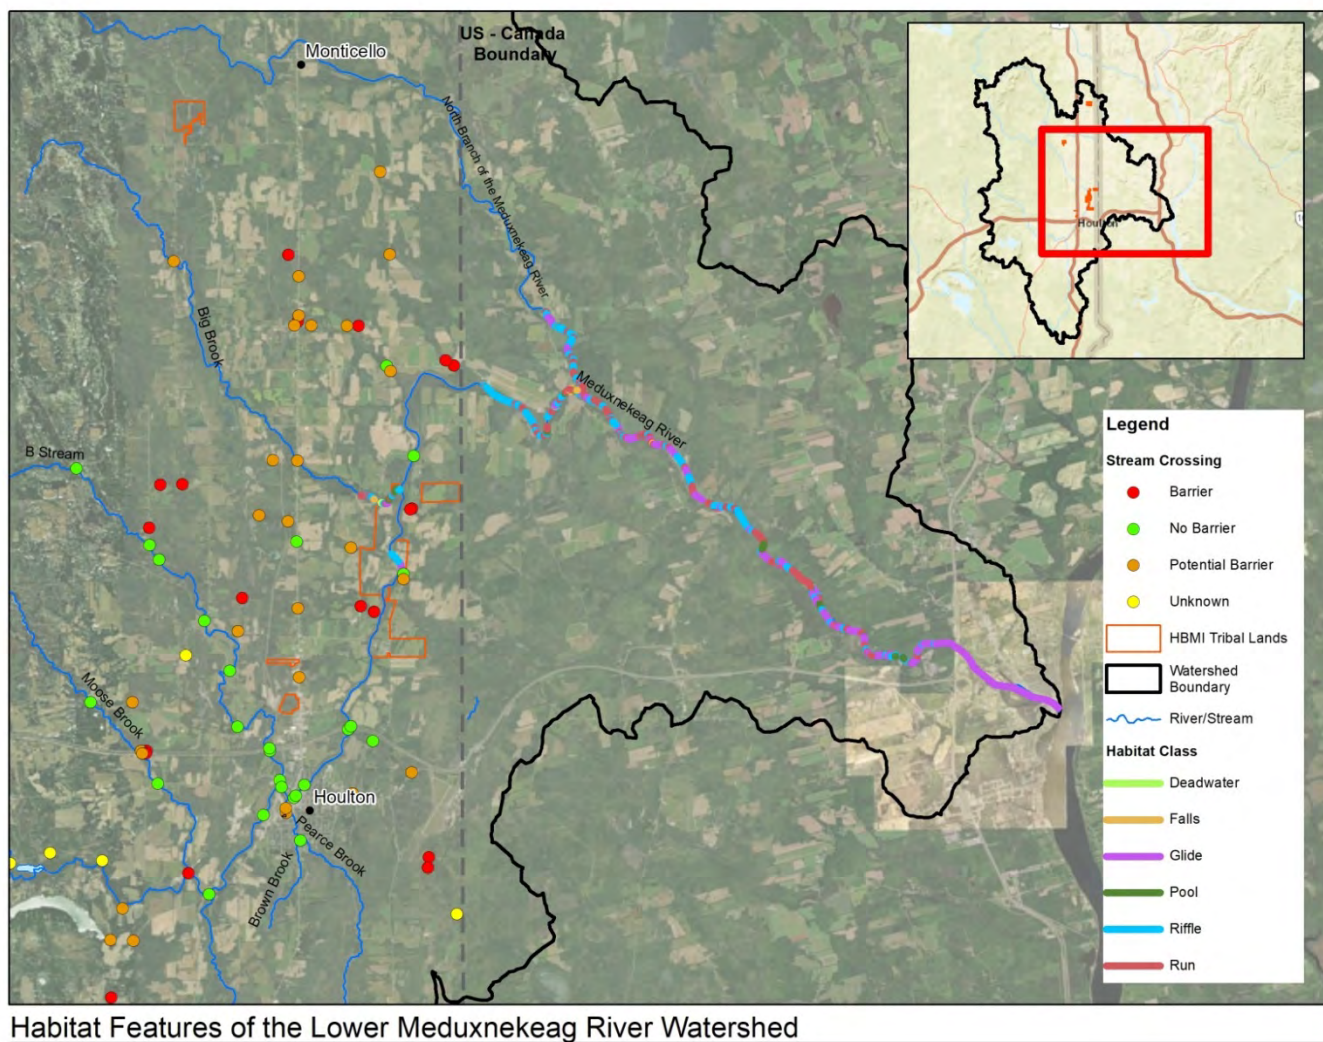 US - Canada
Boundary
Monticello
North Branch of the Meduxnekeag River
Houlton
Big Brook
Meduxnekeag River
B Stream
Moose Brook
Houlton
Pearce Brook
Brown Brook
Legend
Stream Crossing
Barrier
No Barrier
Potential Barrier
Unknown
HBMI Tribal Lands
Watershed
Boundary
River/Stream
Habitat Class
Deadwater
Falls
Glide
Pool
Riffle
Run
Habitat Features of the Lower Meduxnekeag River Watershed